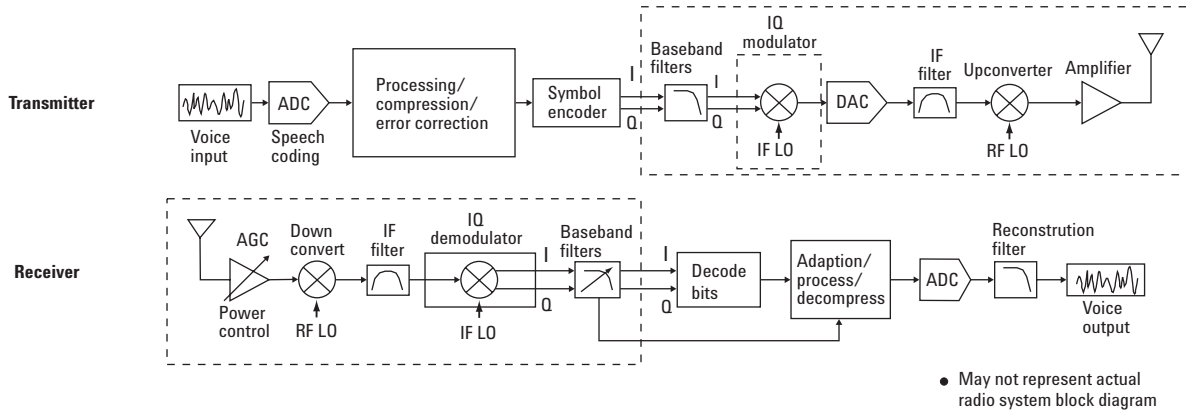 Transmitter
Voice
input
ADC
Speech
coding
Processing/
compression/
error correction
Symbol
encoder
I
Q
Baseband
filters
I
Q
IQ
modulator
IF LO
DAC
IF
filter
Upconverter
RF LO
Amplifier
Receiver
AGC
Power
control
Down
convert
RF LO
IF
filter
IQ
demodulator
IF LO
I
Q
Baseband
filters
I
Q
Decode
bits
Adaption/
process/
decompress
ADC
Reconstrution
filter
Voice
output
● May not represent actual
radio system block diagram